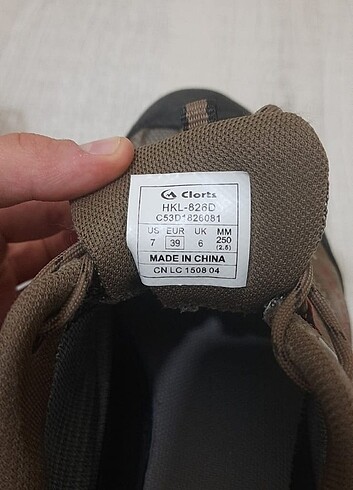 Clorts
HKL-828D
C53D1828081
US EUR UK MM
7 39 6 250
(2.5)
MADE IN CHINA
CN LC 1508 04